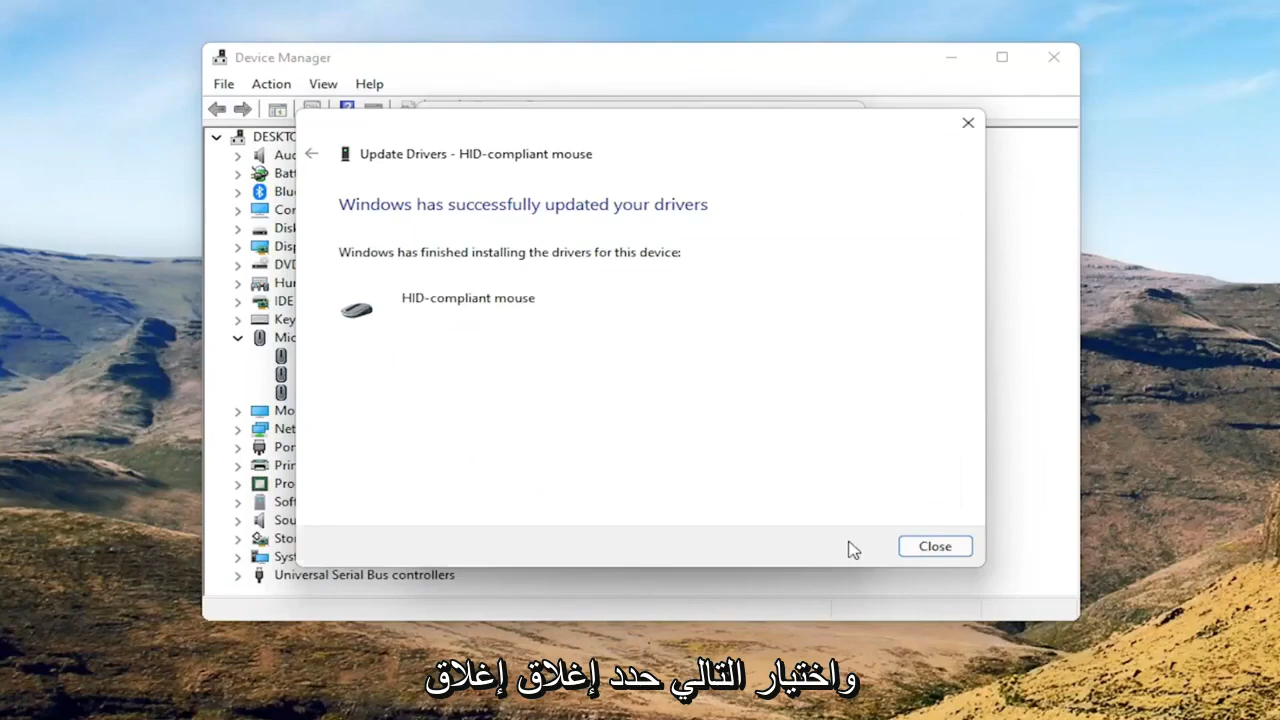 Device Manager
File Action View Help
Update Drivers - HID-compliant mouse
Windows has successfully updated your drivers
Windows has finished installing the drivers for this device:
HID-compliant mouse
Close
DESKTO
Aud
Batt
Blu
Cor
Disk
Disp
DVD
Hur
IDE
Key
Mic
Mo
Net
Por
Prin
Pro
Soft
Sou
Stor
Syst
Universal Serial Bus controllers
واختيار التالي حدد إغلاق إغلاق